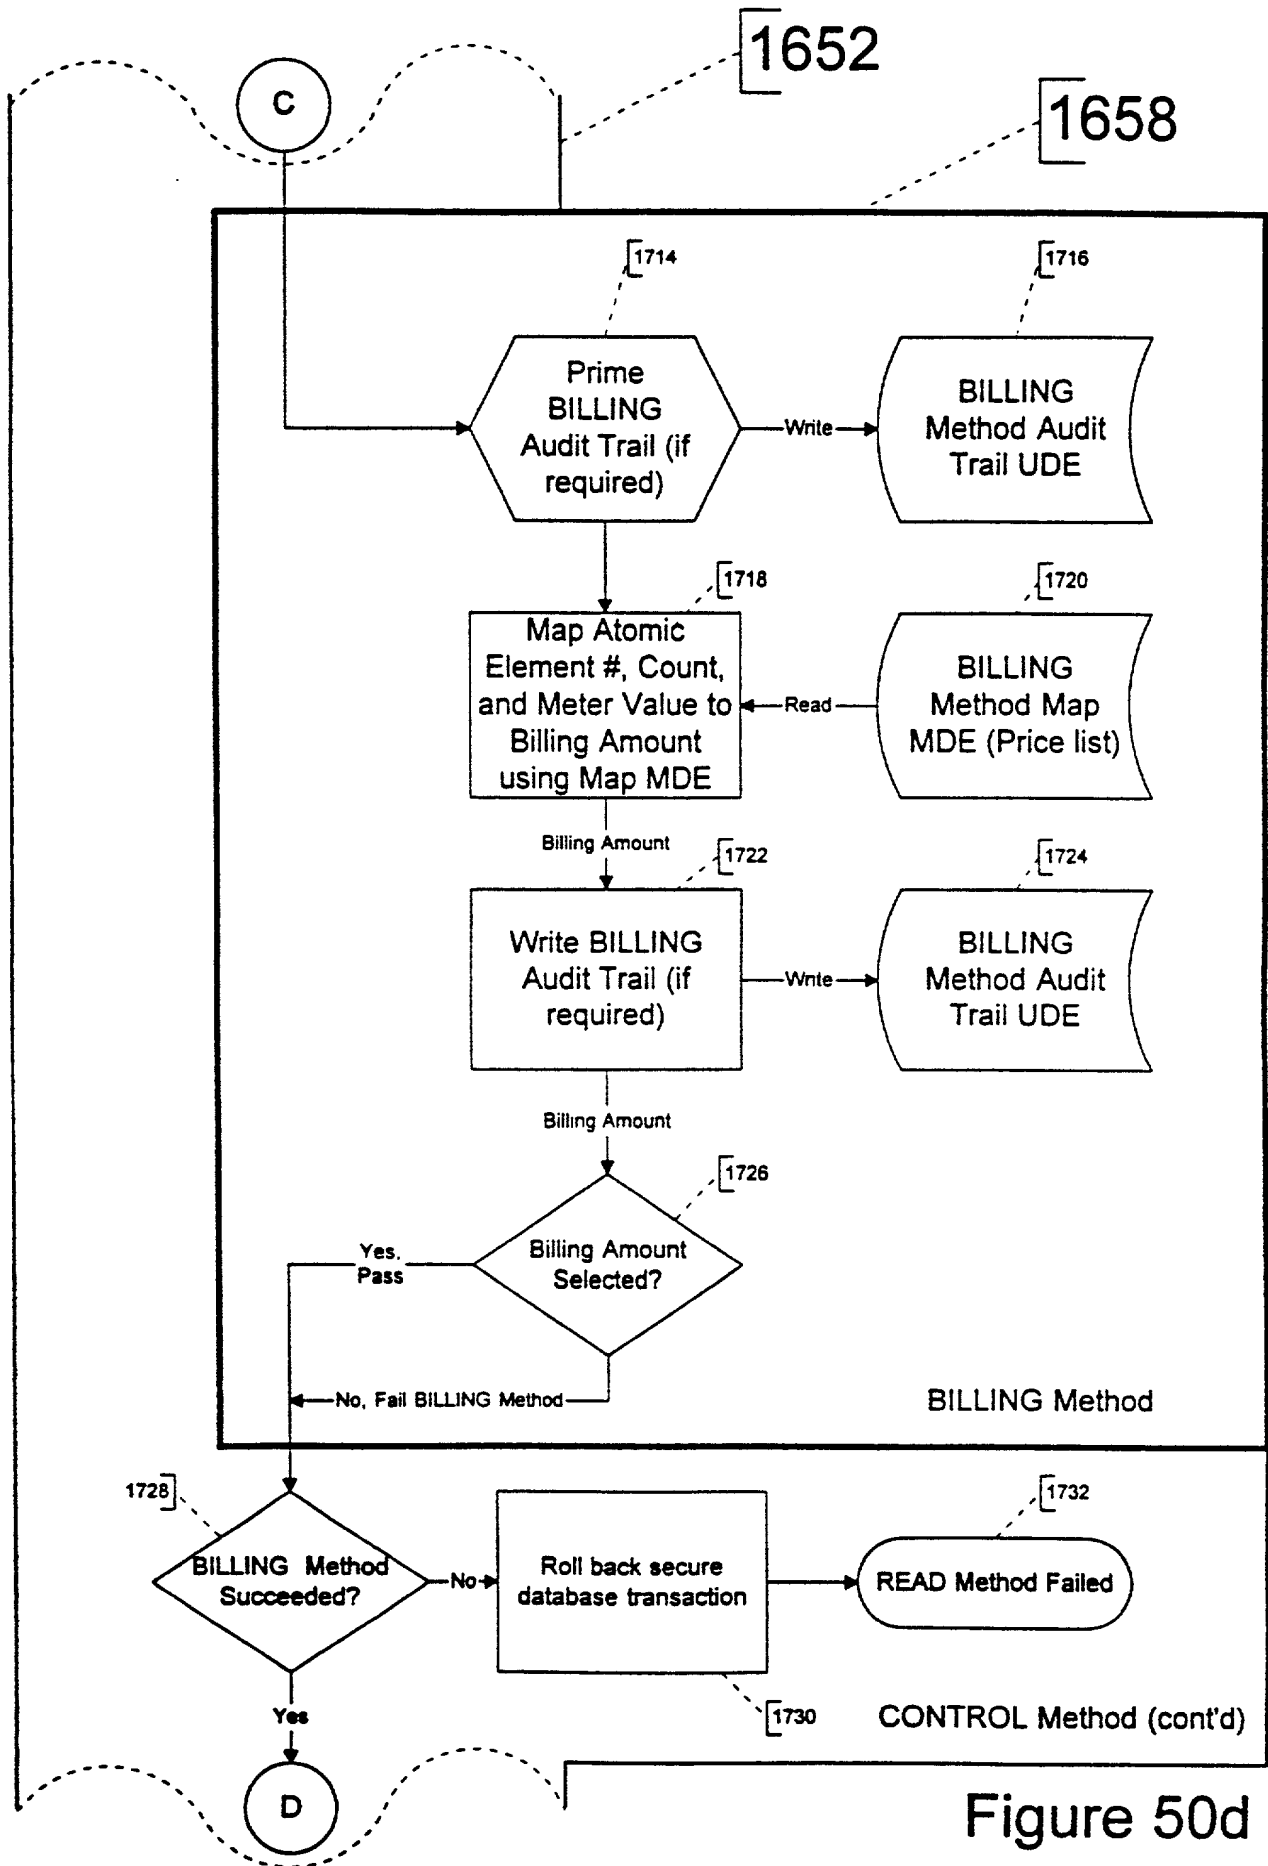 1652
C
1658
1714
1716
Prime
BILLING
Audit Trail (if
required)
Write
BILLING
Method Audit
Trail UDE
1718
1720
Map Atomic
Element #, Count,
and Meter Value to
Billing Amount
using Map MDE
Read
BILLING
Method Map
MDE (Price list)
Billing Amount
1722
1724
Write BILLING
Audit Trail (if
required)
Write
BILLING
Method Audit
Trail UDE
Billing Amount
1726
Billing Amount
Selected?
Yes,
Pass
No, Fail BILLING Method
BILLING Method
1728
1732
BILLING Method
Succeeded?
No
Roll back secure
database transaction
READ Method Failed
1730
Yes
CONTROL Method (cont'd)
D
Figure 50d